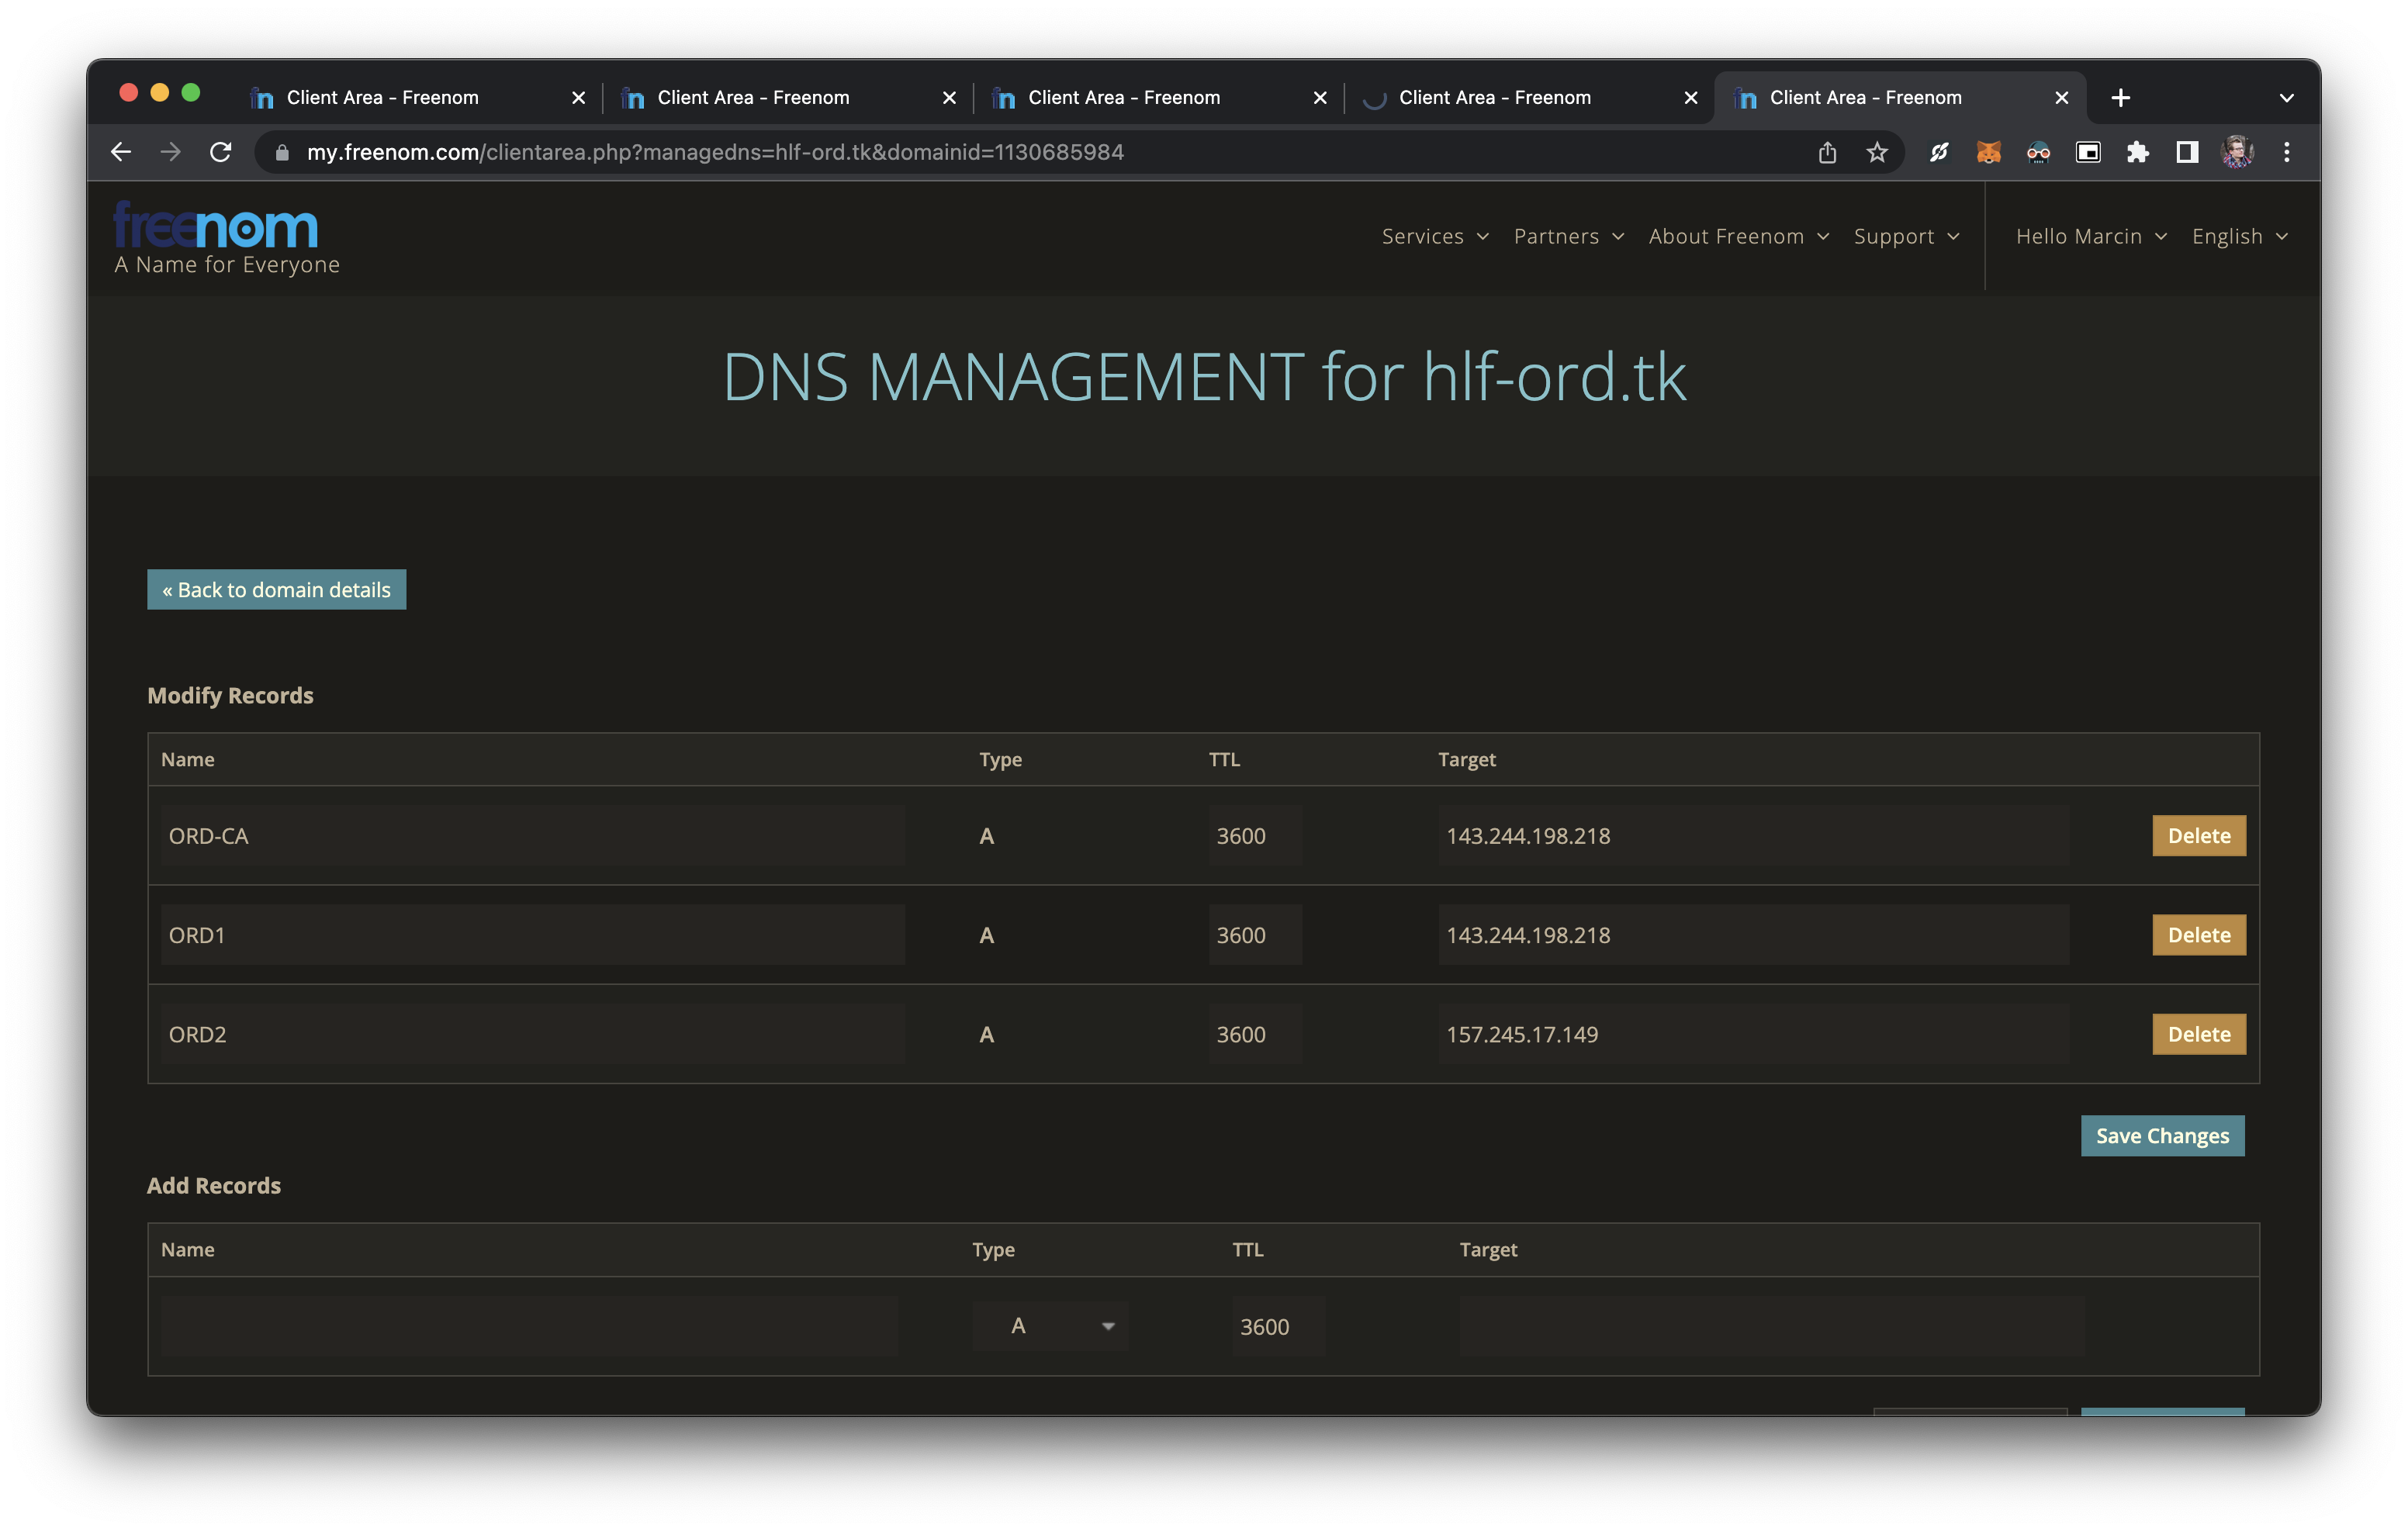 Client Area - Freenom
Client Area - Freenom
Client Area - Freenom
Client Area - Freenom
Client Area - Freenom
my.freenom.com/clientarea.php?managedns=hlf-ord.tk&domainid=1130685984
freenom
A Name for Everyone
Services Partners About Freenom Support Hello Marcin English
DNS MANAGEMENT for hlf-ord.tk
« Back to domain details
Modify Records
Name Type TTL Target
ORD-CA A 3600 143.244.198.218 Delete
ORD1 A 3600 143.244.198.218 Delete
ORD2 A 3600 157.245.17.149 Delete
Save Changes
Add Records
Name Type TTL Target
A 3600